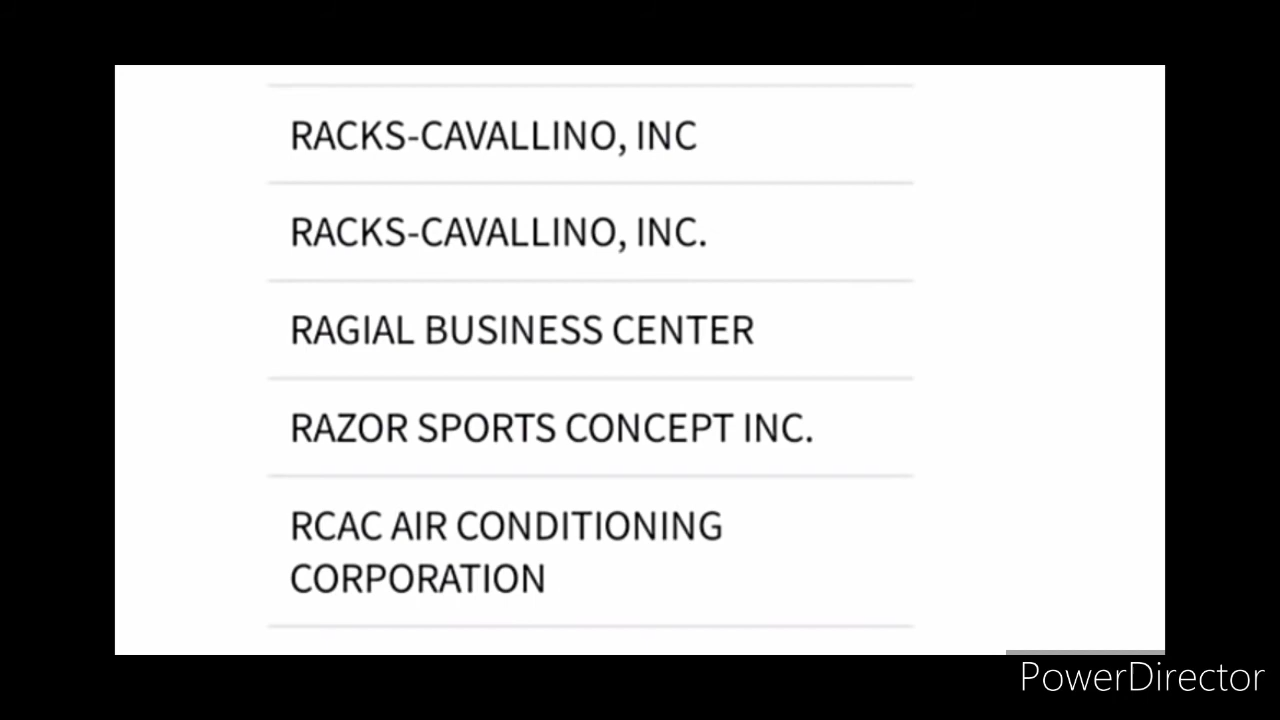 RACKS-CAVALLINO, INC
RACKS-CAVALLINO, INC.
RAGIAL BUSINESS CENTER
RAZOR SPORTS CONCEPT INC.
RCAC AIR CONDITIONING
CORPORATION
PowerDirector